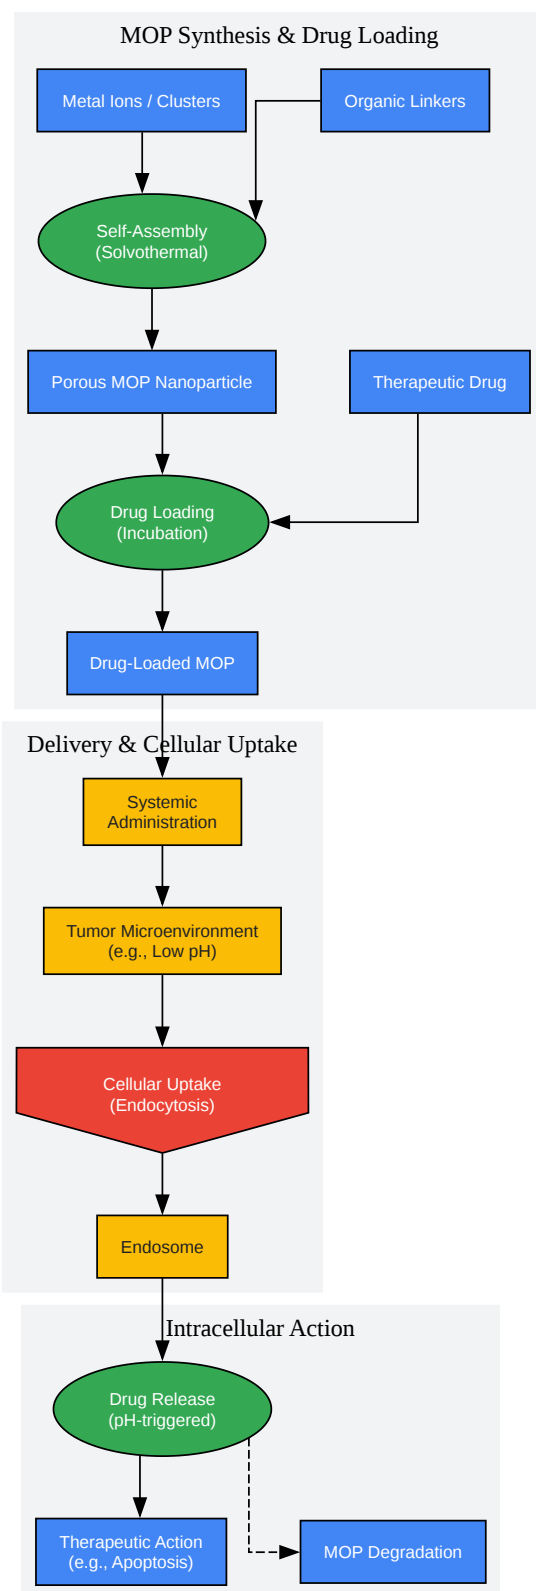 MOP Synthesis & Drug Loading
Metal Ions / Clusters
Organic Linkers
Self-Assembly
(Solvothermal)
Porous MOP Nanoparticle
Therapeutic Drug
Drug Loading
(Incubation)
Drug-Loaded MOP
Delivery & Cellular Uptake
Systemic
Administration
Tumor Microenvironment
(e.g., Low pH)
Cellular Uptake
(Endocytosis)
Endosome
Intracellular Action
Drug Release
(pH-triggered)
Therapeutic Action
(e.g., Apoptosis)
MOP Degradation